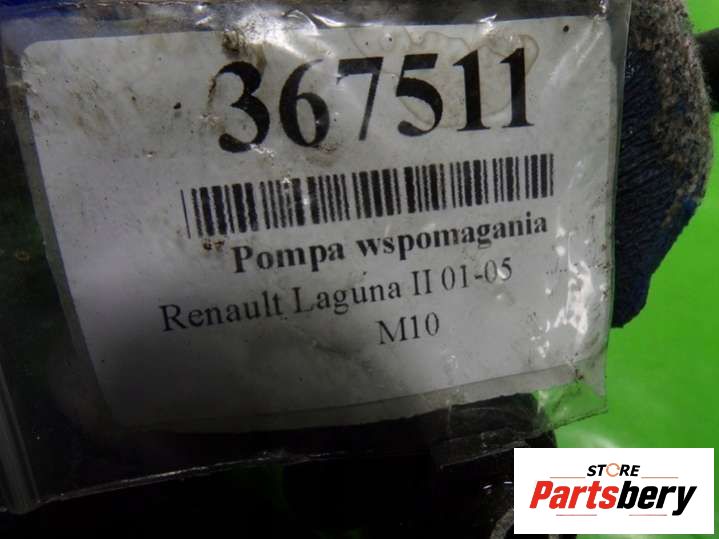 367511
Pompa wspomagania
Renault Laguna II 01-05
M10
STORE
Partsbery